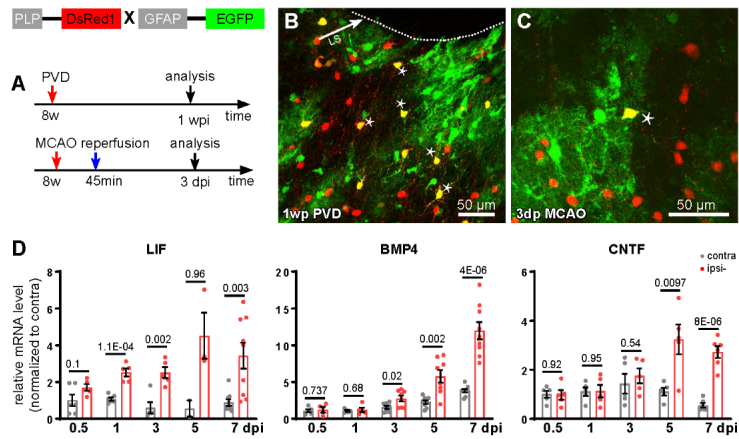 PLP DsRed1 X GFAP EGFP
A
PVD analysis
8w 1 wpi time
MCAO reperfusion analysis
8w 45min 3 dpi time
B
LS
1wp PVD 50 µm
C
3dp MCAO 50 µm
D
LIF BMP4 CNTF
contra
ipsi-
relative mRNA level
(normalized to contra)
8 6 4 2 0
0.1 1.1E-04 0.002 0.96 0.003
0.5 1 3 5 7 dpi
20 15 10 5 0
0.737 0.68 0.02 0.002 4E-06
0.5 1 3 5 7 dpi
6 4 2 0
0.92 0.95 0.54 0.0097 8E-06
0.5 1 3 5 7 dpi